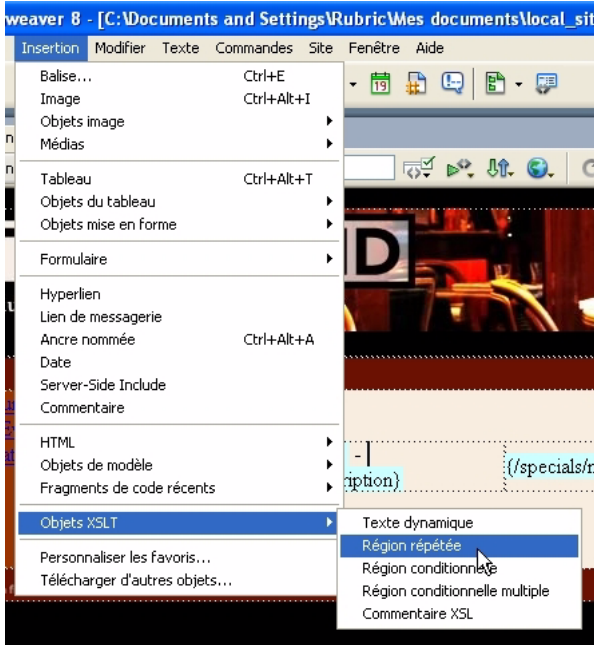 weaver 8 - [C:\Documents and Settings\Rubric\Mes documents\local_sit
Insertion Modifier Texte Commandes Site Fenêtre Aide
Balise... Ctrl+E
Image Ctrl+Alt+I
19
Objets image
Médias
Tableau Ctrl+Alt+T
Objets du tableau
Objets mise en forme
Formulaire
ND
Hyperlien
Lien de messagerie
Ancre nommée Ctrl+Alt+A
Date
Server-Side Include
Commentaire
HTML
Objets de modèle
Fragments de code récents
-
ription}
{/specials/m
Objets XSLT
Personnaliser les favoris...
Télécharger d'autres objets...
Texte dynamique
Région répétée
Région conditionnelle
Région conditionnelle multiple
Commentaire XSL